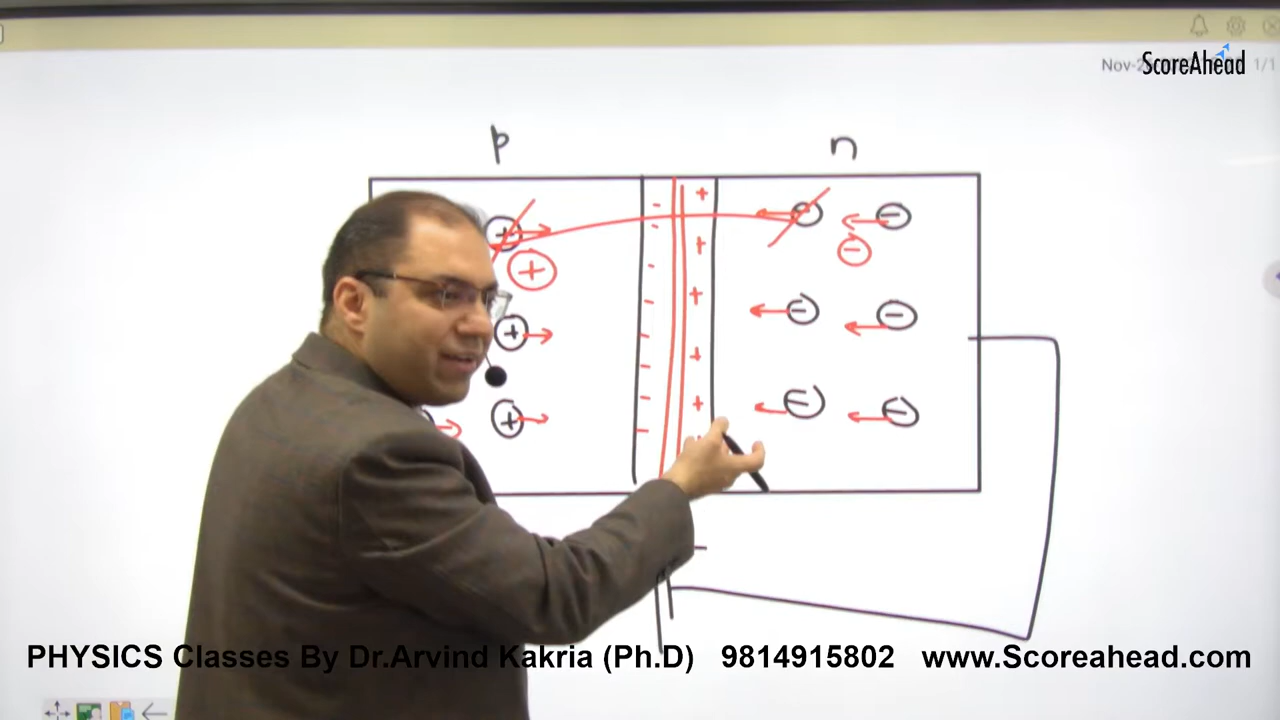 ScoreAhead
Nov-2 1/1
p n
- +
-
+ - -
+ + -
- +
- + - -
+ - +
-
- + - -
+ -
-
PHYSICS Classes By Dr.Arvind Kakria (Ph.D) 9814915802 www.Scoreahead.com